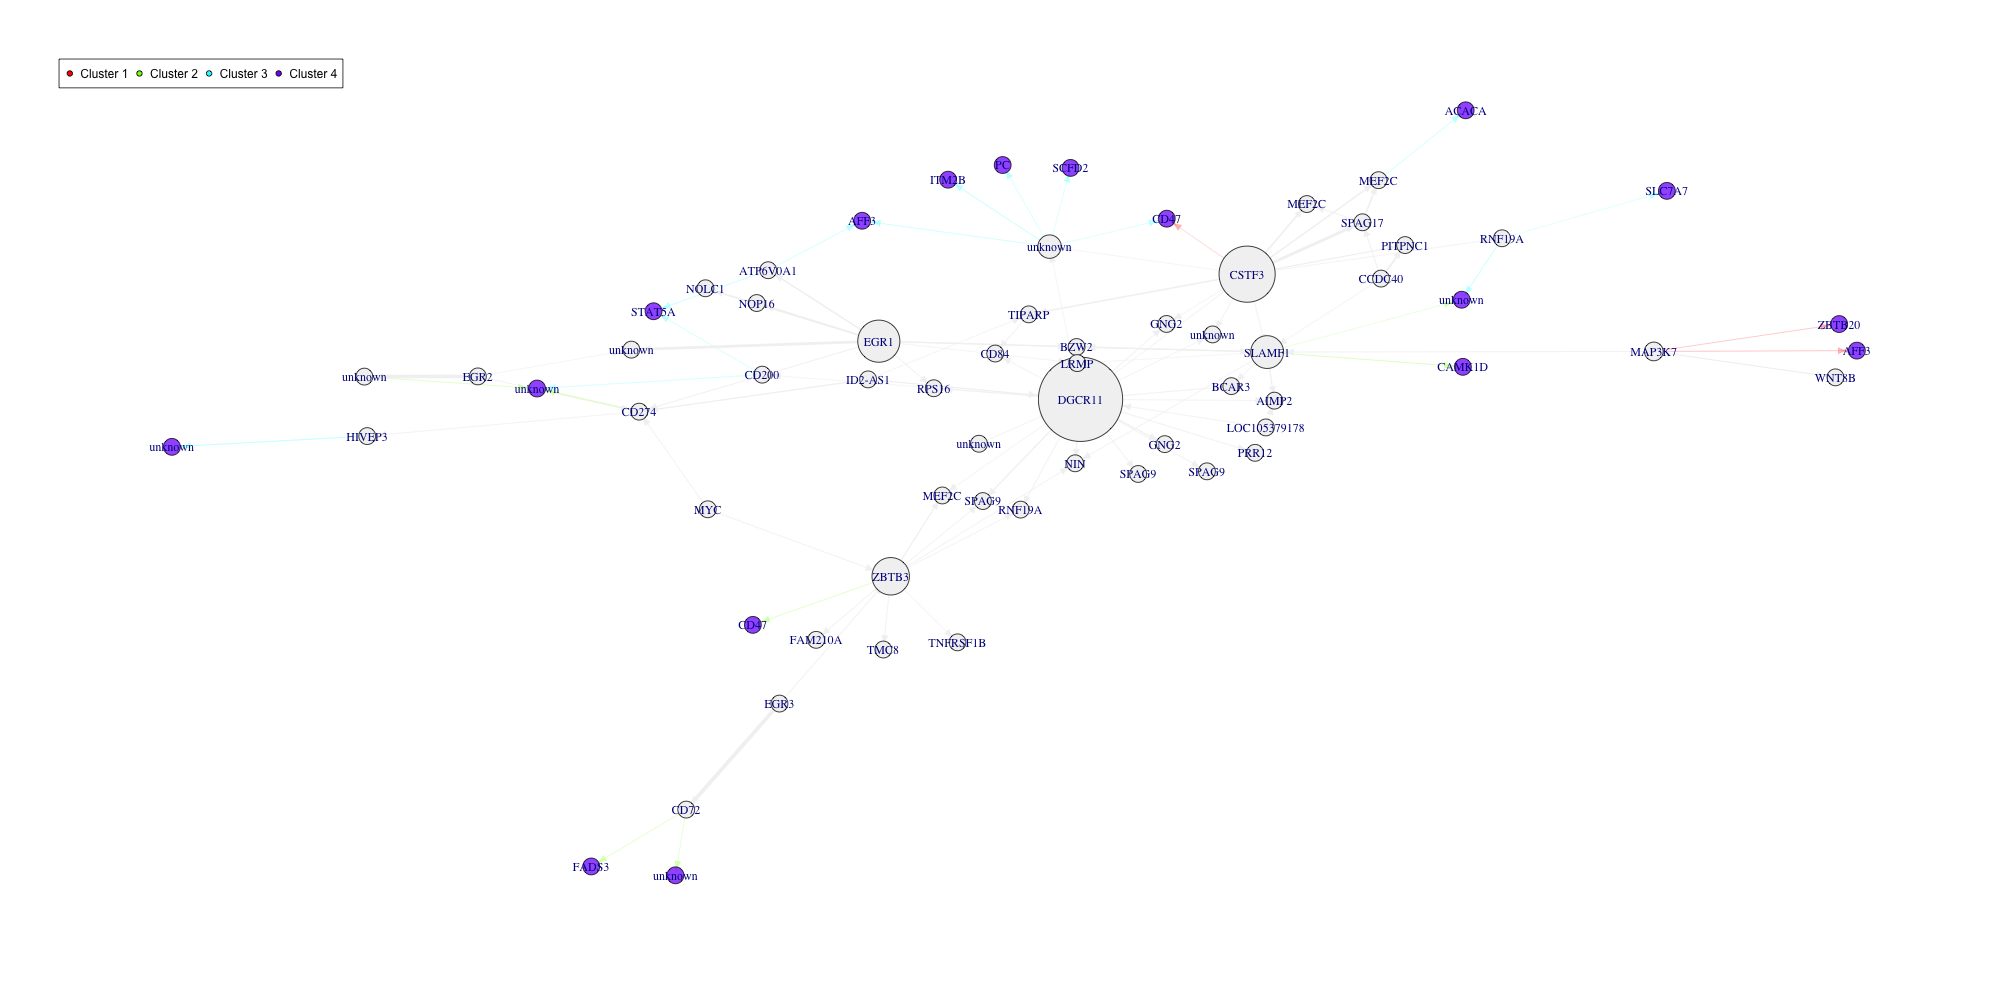 Cluster 1 Cluster 2 Cluster 3 Cluster 4
ACACA
PC
SCFD2
ITM2B
MEF2C
SLC7A7
MEF2C
AFF3
CD47
SPAG17
RNF19A
PITPNC1
unknown
ATP6V0A1
CSTF3
CCDC40
NOLC1
NOP16
unknown
STAT5A
TIPARP
GNG2
ZBTB20
unknown
EGR1
BZW2
unknown
CD84
SLAMF1
MAP3K7
AFF3
LRMP
CAMK1D
unknown
EGR2
CD200
ID2-AS1
WNT8B
unknown
RPS16
BCAR3
DGCR11
AIMP2
CD274
LOC105379178
HIVEP3
unknown
unknown
GNG2
PRR12
NIN
SPAG9
SPAG9
MEF2C
SPAG9
RNF19A
MYC
ZBTB3
CD47
FAM210A
TNFRSF1B
TMC8
EGR3
CD72
FADS3
unknown